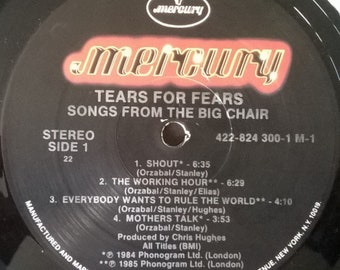 mercury
mercury
TEARS FOR FEARS
SONGS FROM THE BIG CHAIR
STEREO
SIDE 1
22
422-824 300-1 M-1
1. SHOUT* - 6:35
(Orzabal/Stanley)
2. THE WORKING HOUR** - 6:29
(Orzabal/Stanley/Elias)
3. EVERYBODY WANTS TO RULE THE WORLD** - 4:10
(Orzabal/Stanley/Hughes)
4. MOTHERS TALK* - 3:53
(Orzabal/Stanley)
Produced by Chris Hughes
All Titles (BMI)
*℗ 1984 Phonogram Ltd. (London)
**℗ 1985 Phonogram Ltd. (London)
MANUFACTURED AND
NEW YORK, N.Y. 10019